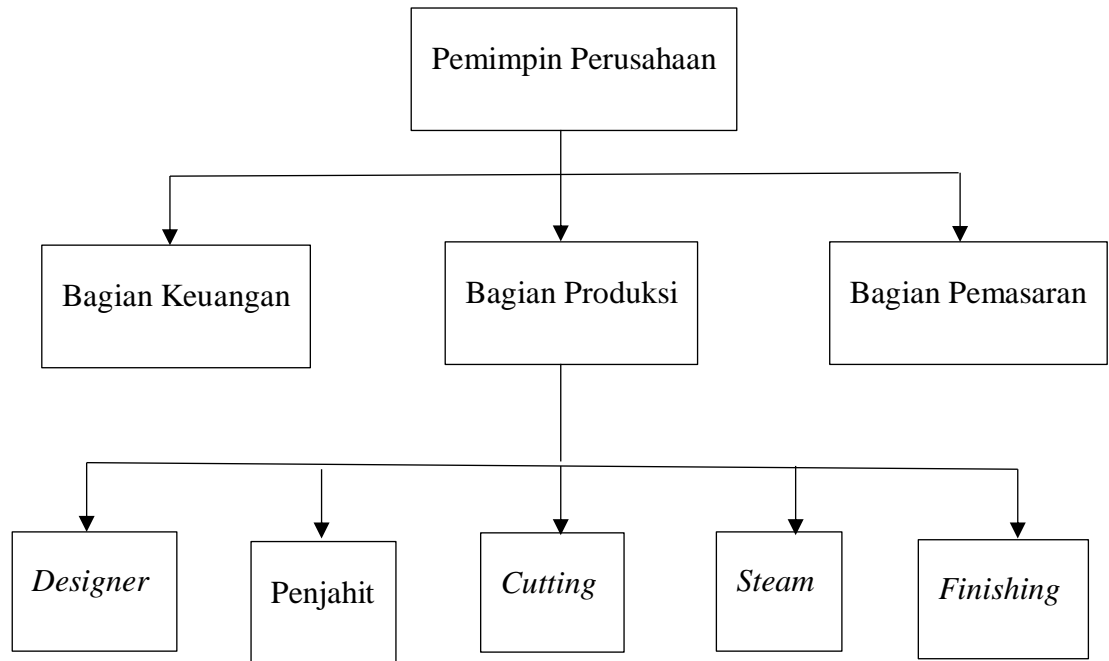 Pemimpin Perusahaan
Bagian Keuangan
Bagian Produksi
Bagian Pemasaran
Designer
Penjahit
Cutting
Steam
Finishing